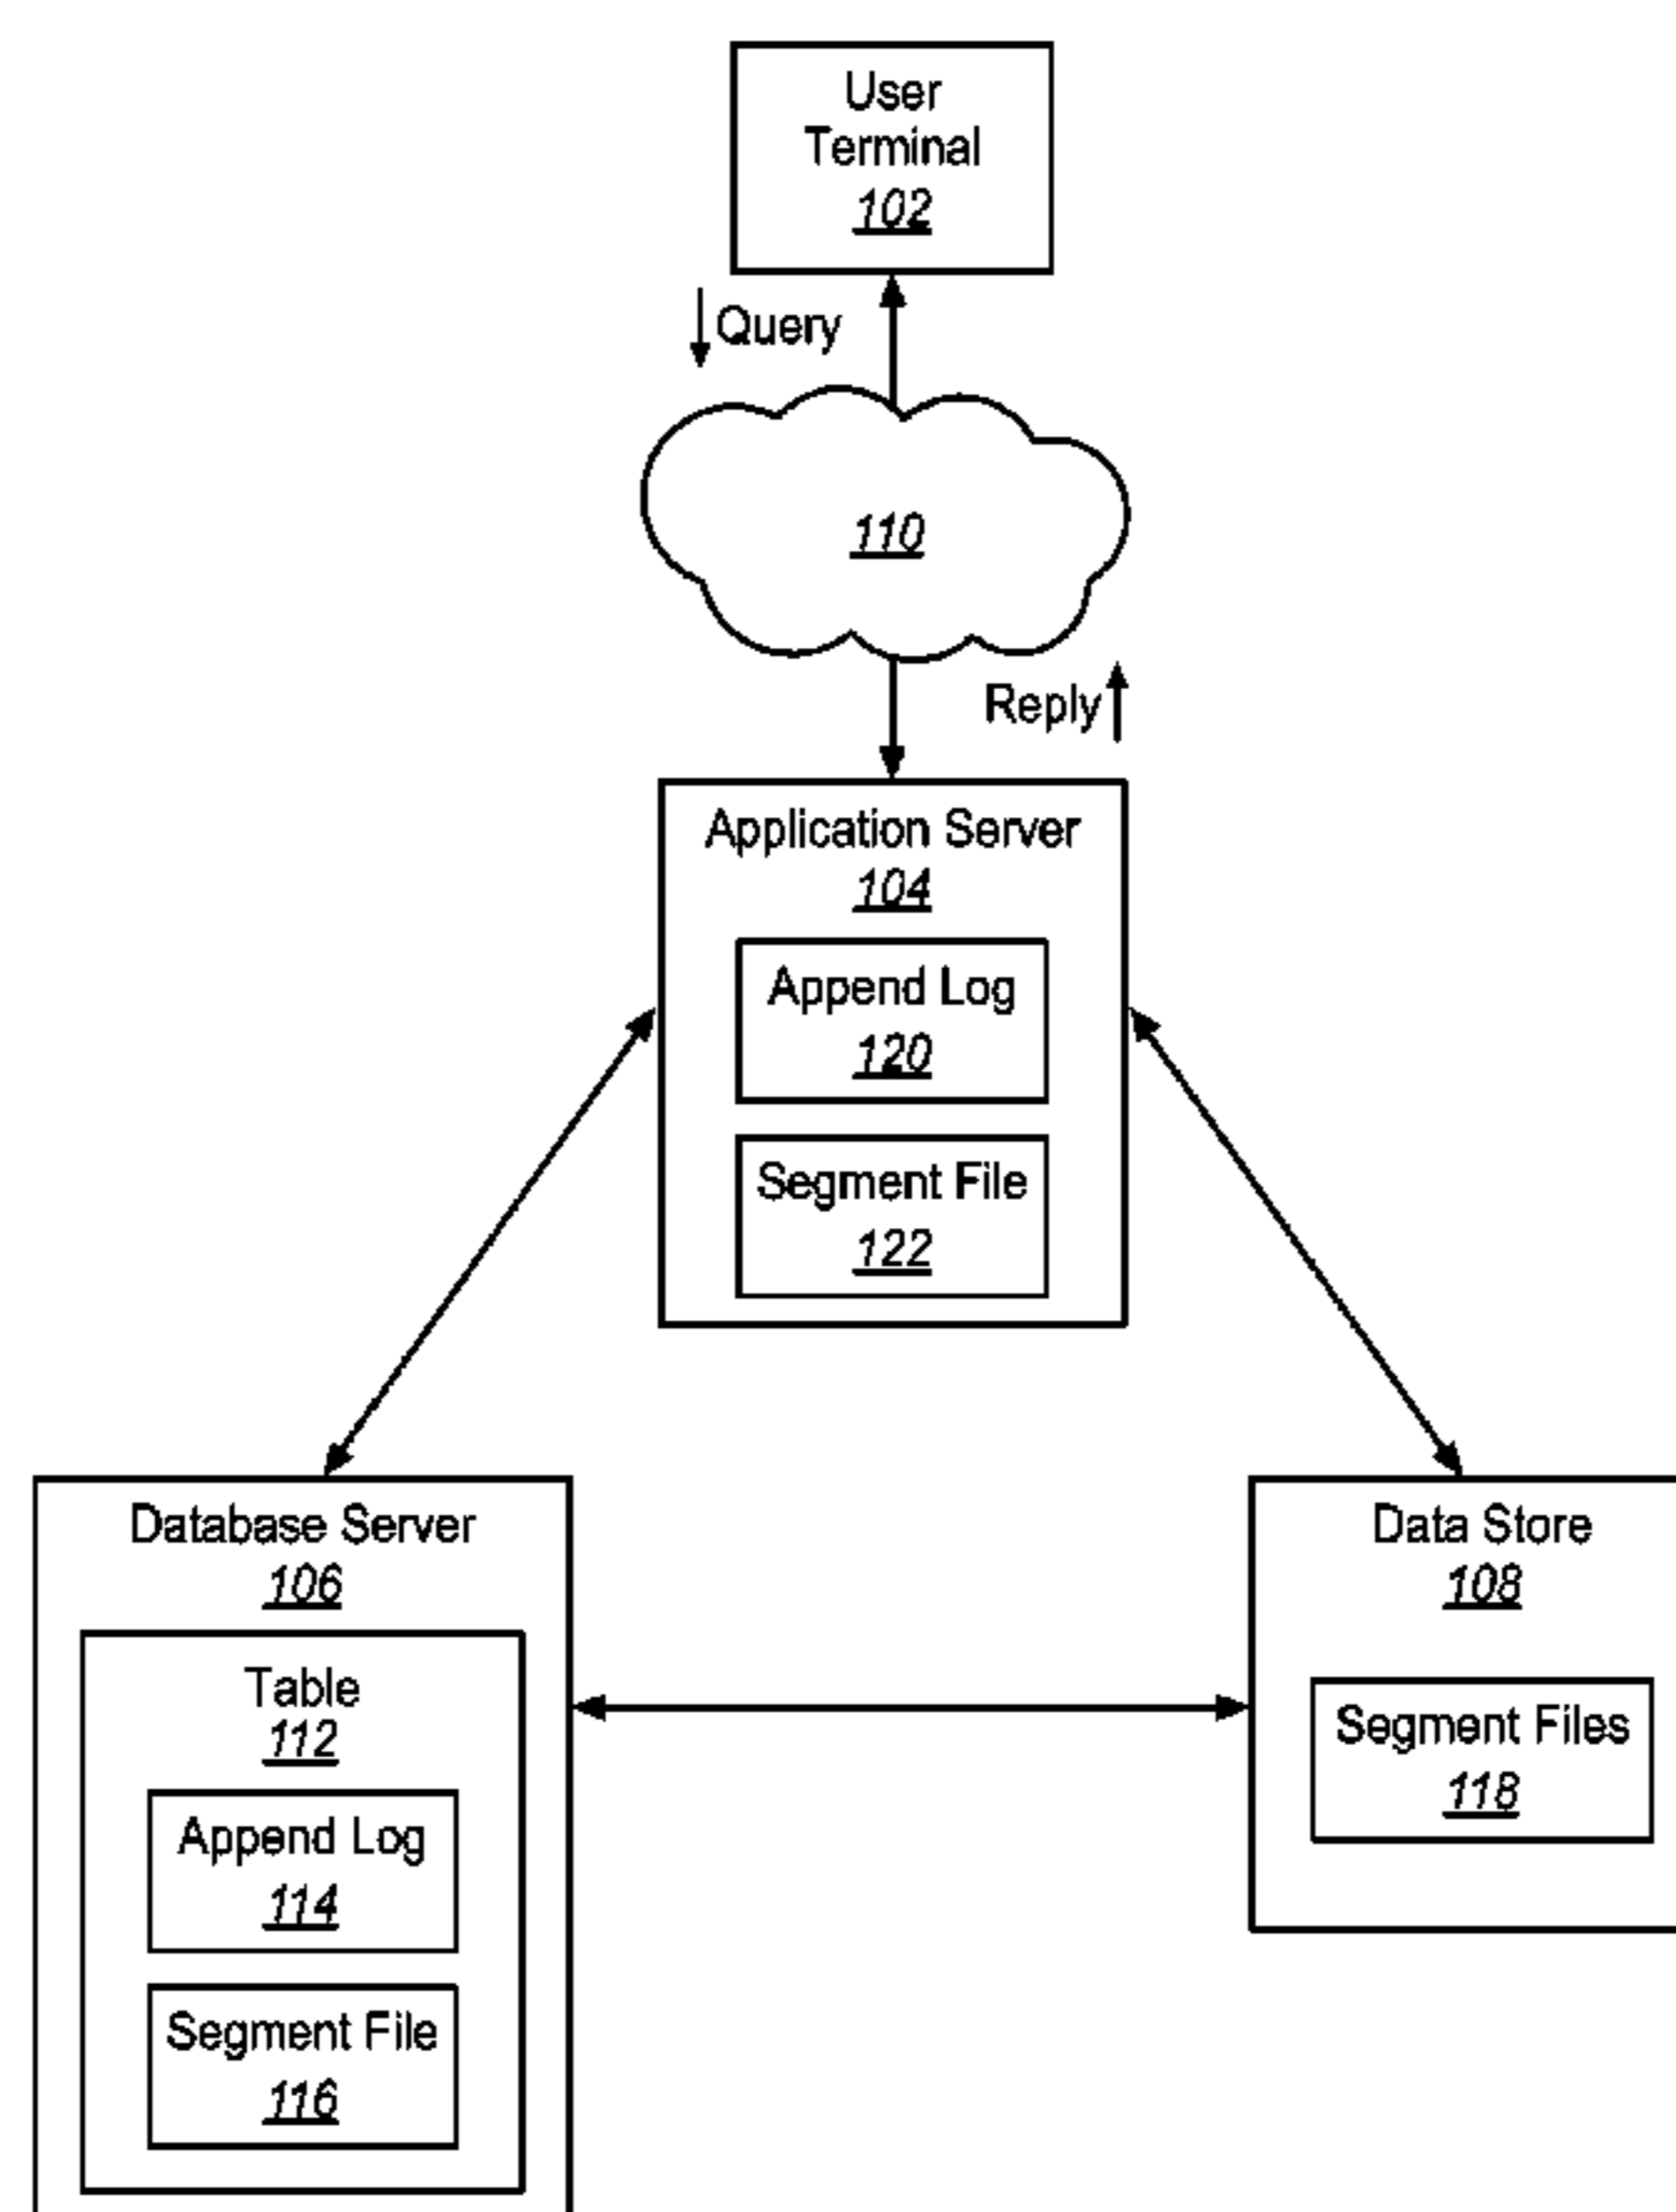 User
Terminal
102
Query
110
Reply
Application Server
104
Append Log
120
Segment File
122
Database Server
106
Table
112
Append Log
114
Segment File
116
Data Store
108
Segment Files
118